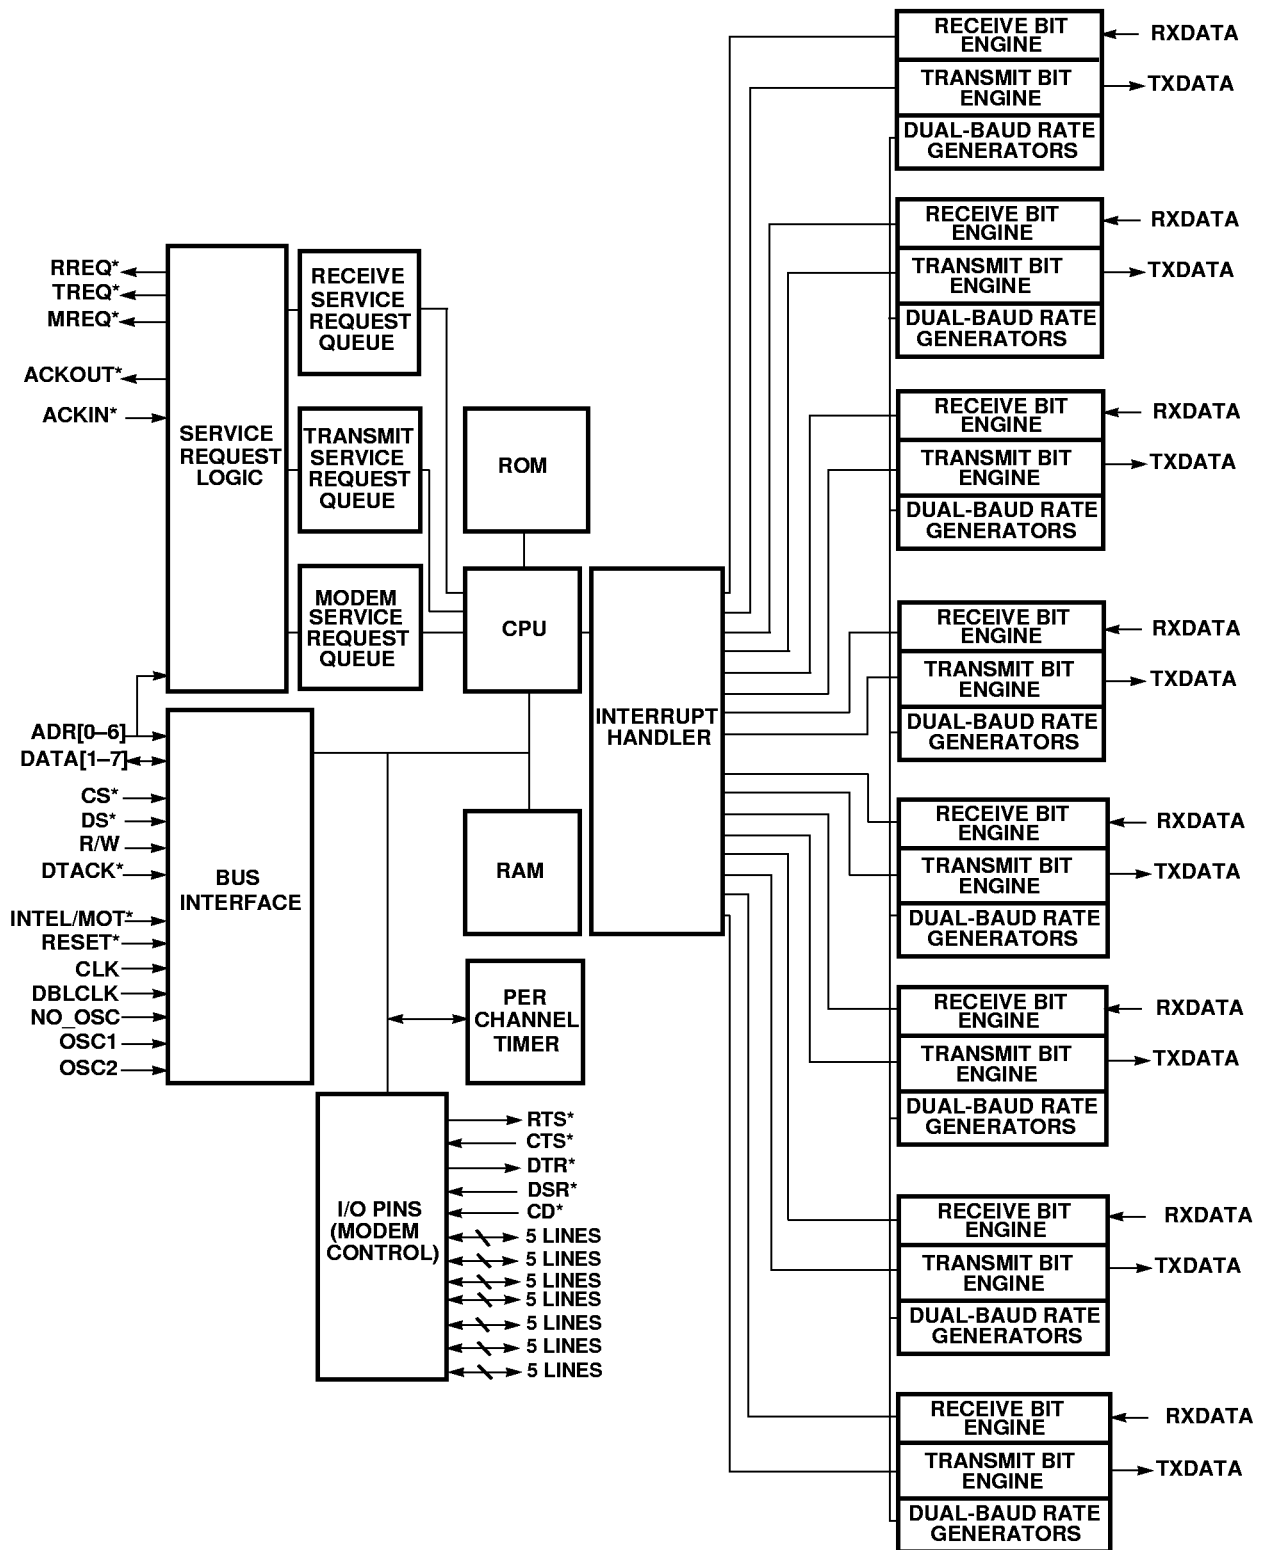 RREQ*
TREQ*
MREQ*
ACKOUT*
ACKIN*
ADR[0–6]
DATA[1–7]
CS*
DS*
R/W
DTACK*
INTEL/MOT*
RESET*
CLK
DBLCLK
NO_OSC
OSC1
OSC2
SERVICE
REQUEST
LOGIC
BUS
INTERFACE
RECEIVE
SERVICE
REQUEST
QUEUE
TRANSMIT
SERVICE
REQUEST
QUEUE
MODEM
SERVICE
REQUEST
QUEUE
ROM
CPU
RAM
PER
CHANNEL
TIMER
I/O PINS
(MODEM
CONTROL)
RTS*
CTS*
DTR*
DSR*
CD*
5 LINES
5 LINES
5 LINES
5 LINES
5 LINES
5 LINES
5 LINES
INTERRUPT
HANDLER
RECEIVE BIT
ENGINE
RXDATA
TRANSMIT BIT
ENGINE
TXDATA
DUAL-BAUD RATE
GENERATORS
RECEIVE BIT
ENGINE
RXDATA
TRANSMIT BIT
ENGINE
TXDATA
DUAL-BAUD RATE
GENERATORS
RECEIVE BIT
ENGINE
RXDATA
TRANSMIT BIT
ENGINE
TXDATA
DUAL-BAUD RATE
GENERATORS
RECEIVE BIT
ENGINE
RXDATA
TRANSMIT BIT
ENGINE
TXDATA
DUAL-BAUD RATE
GENERATORS
RECEIVE BIT
ENGINE
RXDATA
TRANSMIT BIT
ENGINE
TXDATA
DUAL-BAUD RATE
GENERATORS
RECEIVE BIT
ENGINE
RXDATA
TRANSMIT BIT
ENGINE
TXDATA
DUAL-BAUD RATE
GENERATORS
RECEIVE BIT
ENGINE
RXDATA
TRANSMIT BIT
ENGINE
TXDATA
DUAL-BAUD RATE
GENERATORS
RECEIVE BIT
ENGINE
RXDATA
TRANSMIT BIT
ENGINE
TXDATA
DUAL-BAUD RATE
GENERATORS